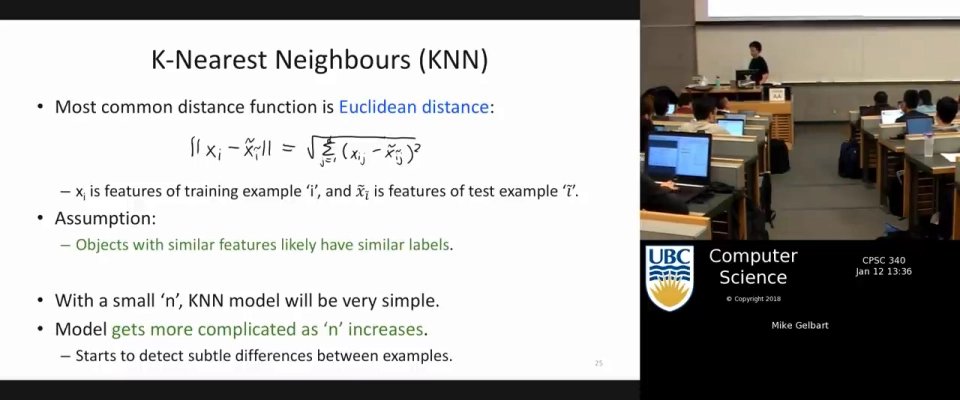 K-Nearest Neighbours (KNN)
• Most common distance function is Euclidean distance:
|| xᵢ − x̃ĩ || = √ Σⱼ₌₁ᵈ (xᵢⱼ − x̃ĩⱼ)²
– xᵢ is features of training example ‘i’, and x̃ĩ is features of test example ‘ĩ’.
• Assumption:
– Objects with similar features likely have similar labels.
• With a small ‘n’, KNN model will be very simple.
• Model gets more complicated as ‘n’ increases.
– Starts to detect subtle differences between examples.
25
UBC
Computer
Science
© Copyright 2018
CPSC 340
Jan 12 13:36
Mike Gelbart